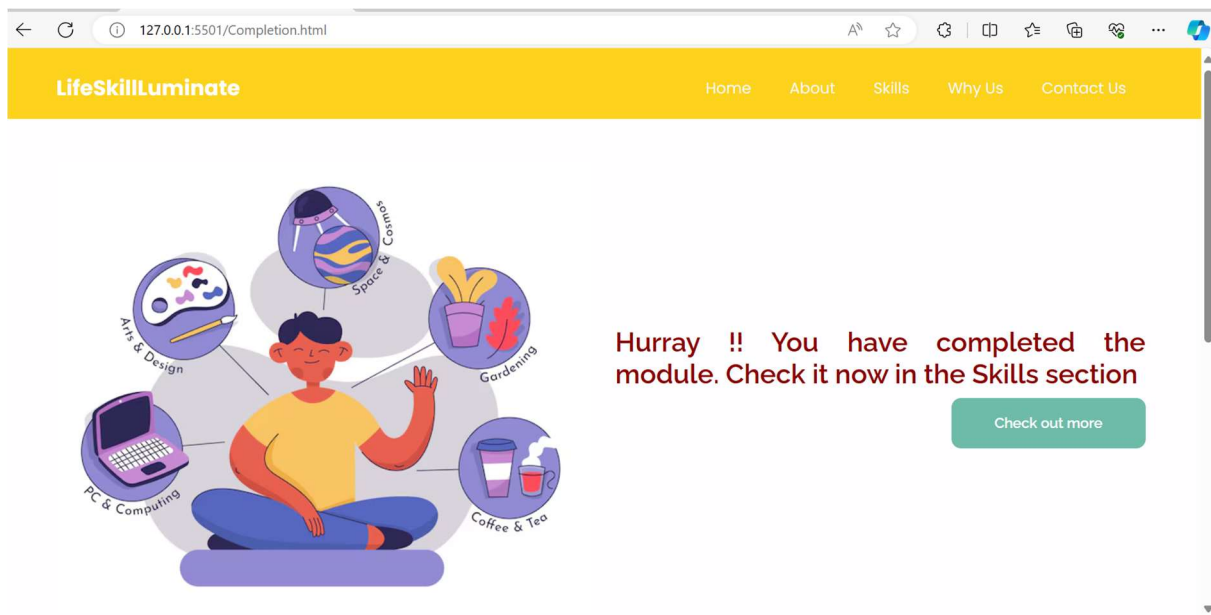 127.0.0.1:5501/Completion.html
LifeSkillLuminate
Home About Skills Why Us Contact Us
Space & Cosmos
Arts & Design
Gardening
PC & Computing
Coffee & Tea
Hurray !! You have completed the
module. Check it now in the Skills section
Check out more